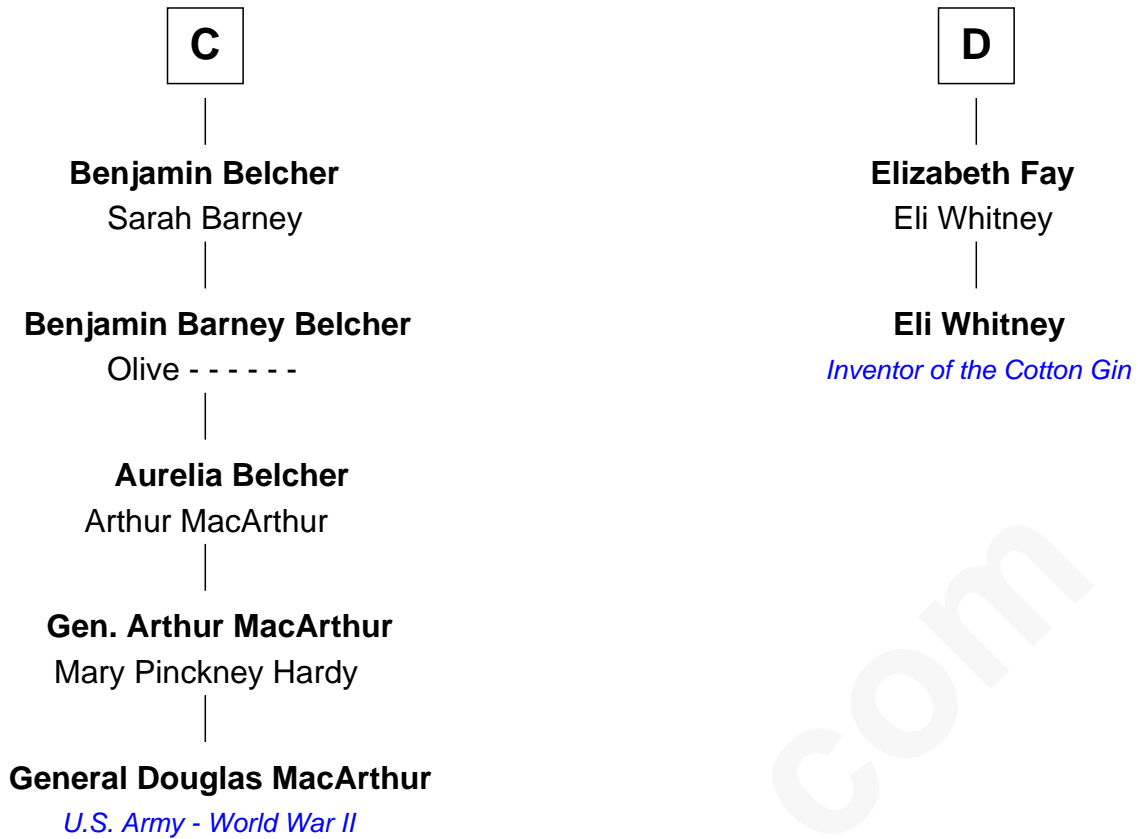 C
Benjamin Belcher
Sarah Barney
Benjamin Barney Belcher
Olive - - - - - -
Aurelia Belcher
Arthur MacArthur
Gen. Arthur MacArthur
Mary Pinckney Hardy
General Douglas MacArthur
U.S. Army - World War II
D
Elizabeth Fay
Eli Whitney
Eli Whitney
Inventor of the Cotton Gin
com